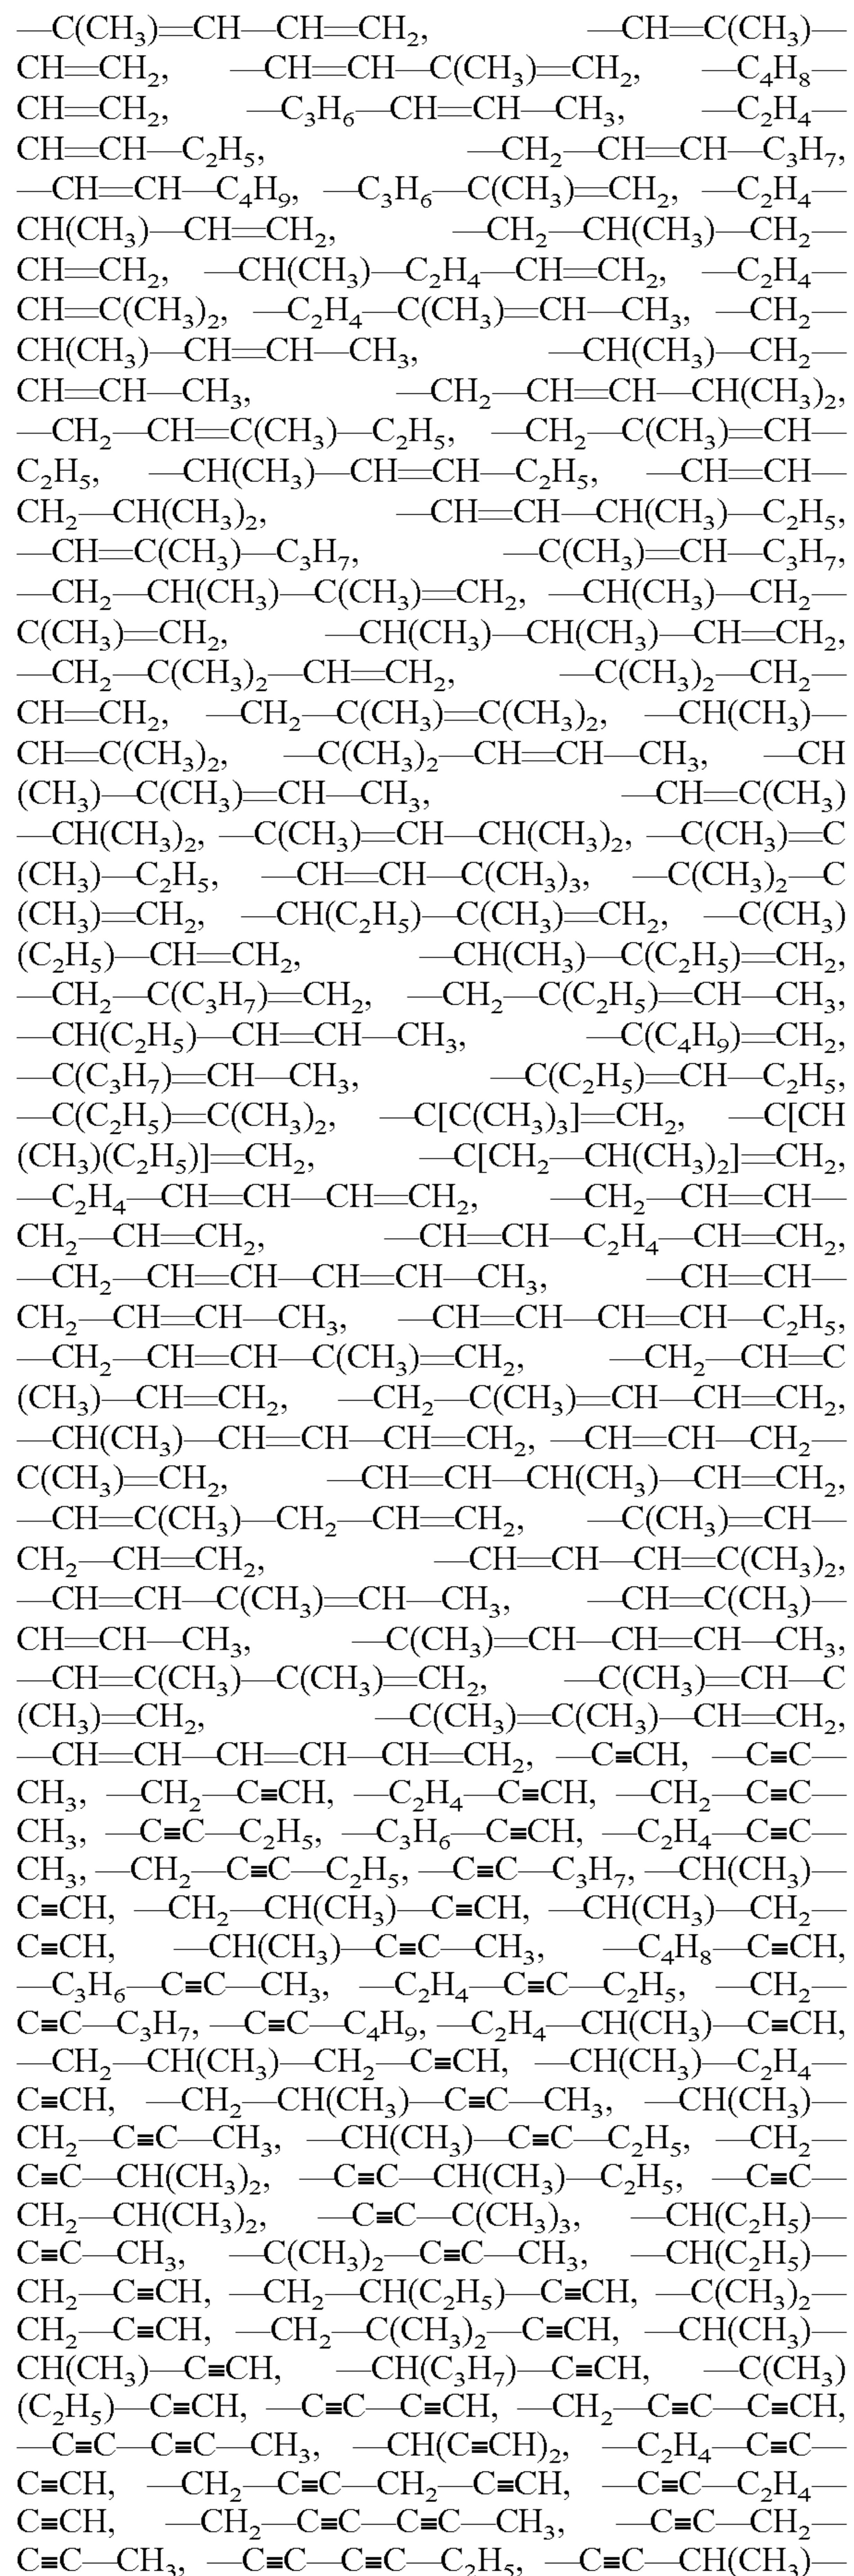 —C(CH₃)=CH—CH=CH₂, —CH=C(CH₃)—
CH=CH₂, —CH=CH—C(CH₃)=CH₂, —C₄H₈—
CH=CH₂, —C₃H₆—CH=CH—CH₃, —C₂H₄—
CH=CH—C₂H₅, —CH₂—CH=CH—C₃H₇,
—CH=CH—C₄H₉, —C₃H₆—C(CH₃)=CH₂, —C₂H₄—
CH(CH₃)—CH=CH₂, —CH₂—CH(CH₃)—CH₂—
CH=CH₂, —CH(CH₃)—C₂H₄—CH=CH₂, —C₂H₄—
CH=C(CH₃)₂, —C₂H₄—C(CH₃)=CH—CH₃, —CH₂—
CH(CH₃)—CH=CH—CH₃, —CH(CH₃)—CH₂—
CH=CH—CH₃, —CH₂—CH=CH—CH(CH₃)₂,
—CH₂—CH=C(CH₃)—C₂H₅, —CH₂—C(CH₃)=CH—
C₂H₅, —CH(CH₃)—CH=CH—C₂H₅, —CH=CH—
CH₂—CH(CH₃)₂, —CH=CH—CH(CH₃)—C₂H₅,
—CH=C(CH₃)—C₃H₇, —C(CH₃)=CH—C₃H₇,
—CH₂—CH(CH₃)—C(CH₃)=CH₂, —CH(CH₃)—CH₂—
C(CH₃)=CH₂, —CH(CH₃)—CH(CH₃)—CH=CH₂,
—CH₂—C(CH₃)₂—CH=CH₂, —C(CH₃)₂—CH₂—
CH=CH₂, —CH₂—C(CH₃)=C(CH₃)₂, —CH(CH₃)—
CH=C(CH₃)₂, —C(CH₃)₂—CH=CH—CH₃, —CH
(CH₃)—C(CH₃)=CH—CH₃, —CH=C(CH₃)
—CH(CH₃)₂, —C(CH₃)=CH—CH(CH₃)₂, —C(CH₃)=C
(CH₃)—C₂H₅, —CH=CH—C(CH₃)₃, —C(CH₃)₂—C
(CH₃)=CH₂, —CH(C₂H₅)—C(CH₃)=CH₂, —C(CH₃)
(C₂H₅)—CH=CH₂, —CH(CH₃)—C(C₂H₅)=CH₂,
—CH₂—C(C₃H₇)=CH₂, —CH₂—C(C₂H₅)=CH—CH₃,
—CH(C₂H₅)—CH=CH—CH₃, —C(C₄H₉)=CH₂,
—C(C₃H₇)=CH—CH₃, —C(C₂H₅)=CH—C₂H₅,
—C(C₂H₅)=C(CH₃)₂, —C[C(CH₃)₃]=CH₂, —C[CH
(CH₃)(C₂H₅)]=CH₂, —C[CH₂—CH(CH₃)₂]=CH₂,
—C₂H₄—CH=CH—CH=CH₂, —CH₂—CH=CH—
CH₂—CH=CH₂, —CH=CH—C₂H₄—CH=CH₂,
—CH₂—CH=CH—CH=CH—CH₃, —CH=CH—
CH₂—CH=CH—CH₃, —CH=CH—CH=CH—C₂H₅,
—CH₂—CH=CH—C(CH₃)=CH₂, —CH₂—CH=C
(CH₃)—CH=CH₂, —CH₂—C(CH₃)=CH—CH=CH₂,
—CH(CH₃)—CH=CH—CH=CH₂, —CH=CH—CH₂—
C(CH₃)=CH₂, —CH=CH—CH(CH₃)—CH=CH₂,
—CH=C(CH₃)—CH₂—CH=CH₂, —C(CH₃)=CH—
CH₂—CH=CH₂, —CH=CH—CH=C(CH₃)₂,
—CH=CH—C(CH₃)=CH—CH₃, —CH=C(CH₃)—
CH=CH—CH₃, —C(CH₃)=CH—CH=CH—CH₃,
—CH=C(CH₃)—C(CH₃)=CH₂, —C(CH₃)=CH—C
(CH₃)=CH₂, —C(CH₃)=C(CH₃)—CH=CH₂,
—CH=CH—CH=CH—CH=CH₂, —C≡CH, —C≡C—
CH₃, —CH₂—C≡CH, —C₂H₄—C≡CH, —CH₂—C≡C—
CH₃, —C≡C—C₂H₅, —C₃H₆—C≡CH, —C₂H₄—C≡C—
CH₃, —CH₂—C≡C—C₂H₅, —C≡C—C₃H₇, —CH(CH₃)—
C≡CH, —CH₂—CH(CH₃)—C≡CH, —CH(CH₃)—CH₂—
C≡CH, —CH(CH₃)—C≡C—CH₃, —C₄H₈—C≡CH,
—C₃H₆—C≡C—CH₃, —C₂H₄—C≡C—C₂H₅, —CH₂—
C≡C—C₃H₇, —C≡C—C₄H₉, —C₂H₄—CH(CH₃)—C≡CH,
—CH₂—CH(CH₃)—CH₂—C≡CH, —CH(CH₃)—C₂H₄—
C≡CH, —CH₂—CH(CH₃)—C≡C—CH₃, —CH(CH₃)—
CH₂—C≡C—CH₃, —CH(CH₃)—C≡C—C₂H₅, —CH₂—
C≡C—CH(CH₃)₂, —C≡C—CH(CH₃)—C₂H₅, —C≡C—
CH₂—CH(CH₃)₂, —C≡C—C(CH₃)₃, —CH(C₂H₅)—
C≡C—CH₃, —C(CH₃)₂—C≡C—CH₃, —CH(C₂H₅)—
CH₂—C≡CH, —CH₂—CH(C₂H₅)—C≡CH, —C(CH₃)₂—
CH₂—C≡CH, —CH₂—C(CH₃)₂—C≡CH, —CH(CH₃)—
CH(CH₃)—C≡CH, —CH(C₃H₇)—C≡CH, —C(CH₃)
(C₂H₅)—C≡CH, —C≡C—C≡CH, —CH₂—C≡C—C≡CH,
—C≡C—C≡C—CH₃, —CH(C≡CH)₂, —C₂H₄—C≡C—
C≡CH, —CH₂—C≡C—CH₂—C≡CH, —C≡C—C₂H₄—
C≡CH, —CH₂—C≡C—C≡C—CH₃, —C≡C—CH₂—
C≡C—CH₃, —C≡C—C≡C—C₂H₅, —C≡C—CH(CH₃)—